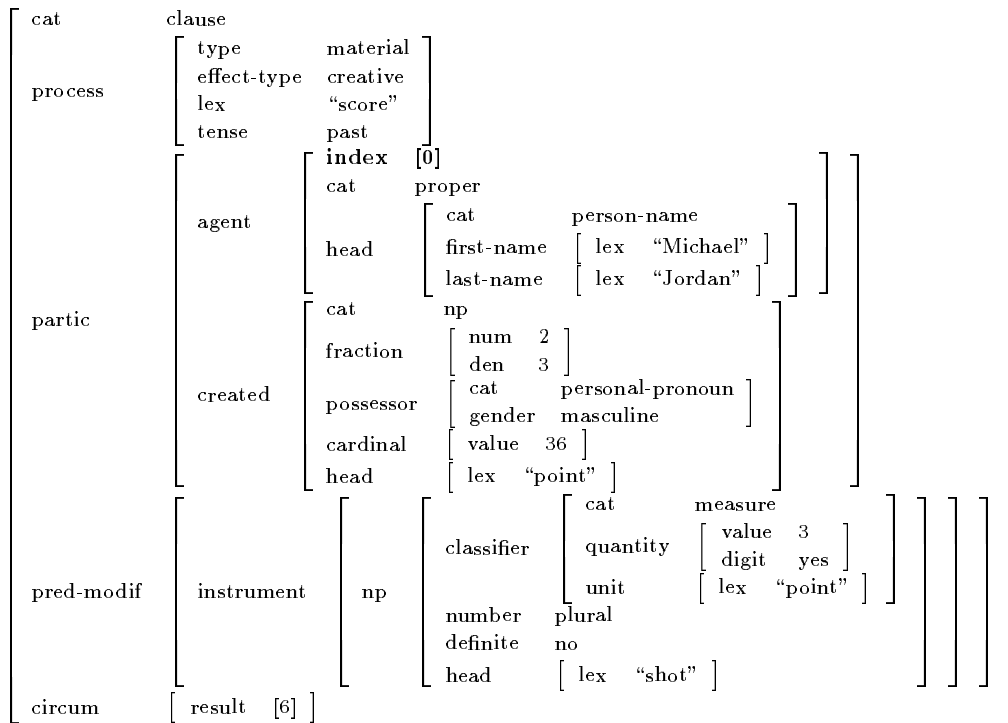 cat clause
type material
effect-type creative
process
lex “score”
tense past
index [0]
cat proper
agent
cat person-name
head first-name [ lex “Michael” ]
last-name [ lex “Jordan” ]
partic
cat np
fraction
num 2
den 3
created
possessor
cat personal-pronoun
gender masculine
cardinal [ value 36 ]
head [ lex “point” ]
cat measure
classifier
quantity
value 3
digit yes
unit [ lex “point” ]
pred-modif instrument np
number plural
definite no
head [ lex “shot” ]
circum [ result [6] ]